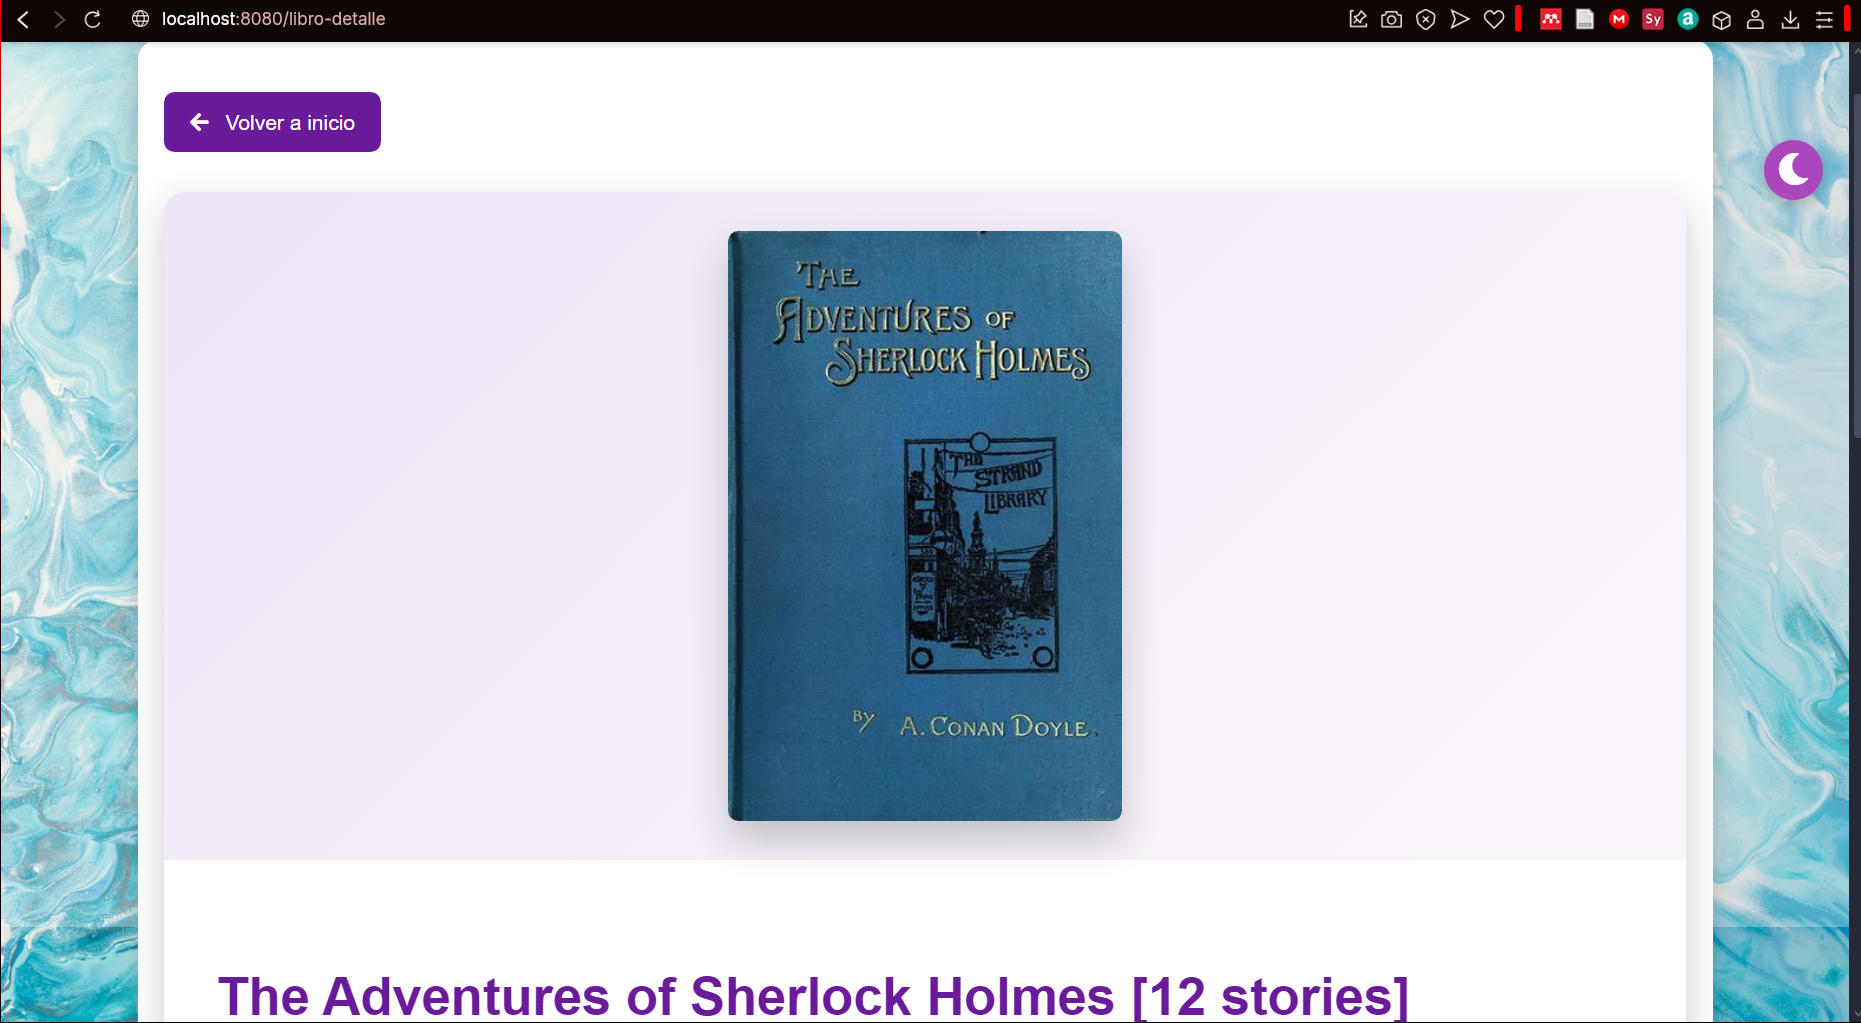 localhost:8080/libro-detalle
Sy
a
Volver a inicio
THE
ADVENTURES OF
SHERLOCK HOLMES
THE
STRAND
LIBRARY
BY A. CONAN DOYLE.
The Adventures of Sherlock Holmes [12 stories]